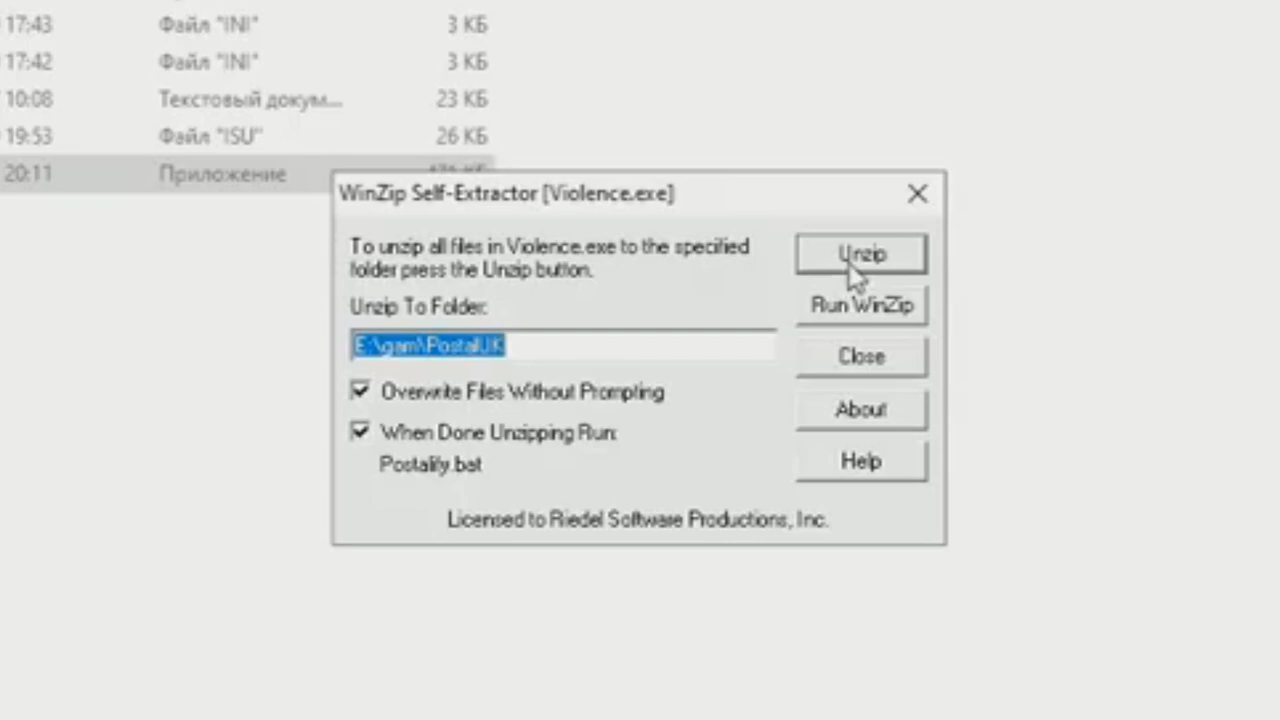 17:43 Файл "INI" 3 КБ
17:42 Файл "INI" 3 КБ
10:08 Текстовый докум... 23 КБ
19:53 Файл "ISU" 26 КБ
20:11 Приложение
WinZip Self-Extractor [Violence.exe]
To unzip all files in Violence.exe to the specified
folder press the Unzip button.
Unzip To Folder:
E:\gam\PostalUK
Overwrite Files Without Prompting
When Done Unzipping Run:
Postalify.bat
Unzip
Run WinZip
Close
About
Help
Licensed to Riedel Software Productions, Inc.